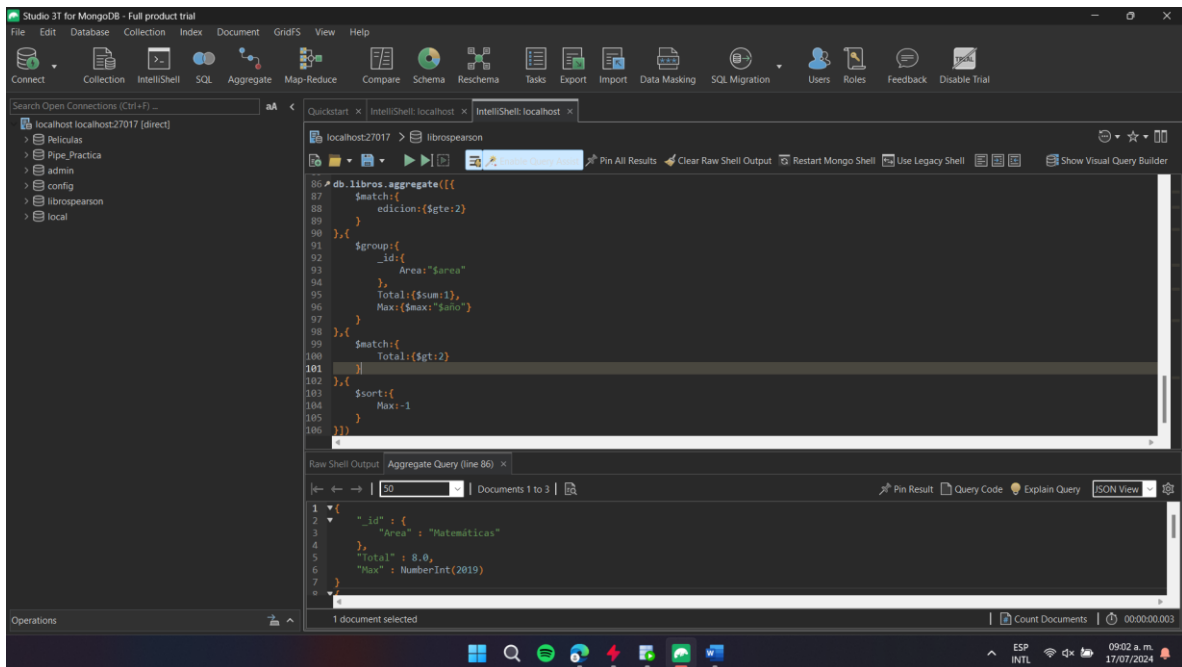 Studio 3T for MongoDB - Full product trial
File Edit Database Collection Index Document GridFS View Help
Connect Collection IntelliShell SQL Aggregate Map-Reduce Compare Schema Reschema Tasks Export Import Data Masking SQL Migration Users Roles Feedback Disable Trial
Search Open Connections (Ctrl+F) ... aA
Quickstart IntelliShell: localhost IntelliShell: localhost
localhost localhost:27017 [direct]
Peliculas
Pipe_Practica
admin
config
librospearson
local
localhost:27017 > librospearson
Pin All Results Clear Raw Shell Output Restart Mongo Shell Use Legacy Shell Show Visual Query Builder
86 db.libros.aggregate([{
87 $match:{
88 edicion:{$gte:2}
89 }
90 },{
91 $group:{
92 _id:{
93 Area:"$area"
94 },
95 Total:{$sum:1},
96 Max:{$max:"$año"}
97 }
98 },{
99 $match:{
100 Total:{$gt:2}
101 }
102 },{
103 $sort:{
104 Max:-1
105 }
106 }])
Raw Shell Output Aggregate Query (line 86)
50 Documents 1 to 3 Pin Result Query Code Explain Query JSON View
1 {
2 "_id" : {
3 "Area" : "Matemáticas"
4 },
5 "Total" : 8.0,
6 "Max" : NumberInt(2019)
7 }
8 {
Operations
1 document selected Count Documents 00:00:00.003
ESP INTL 09:02 a. m. 17/07/2024